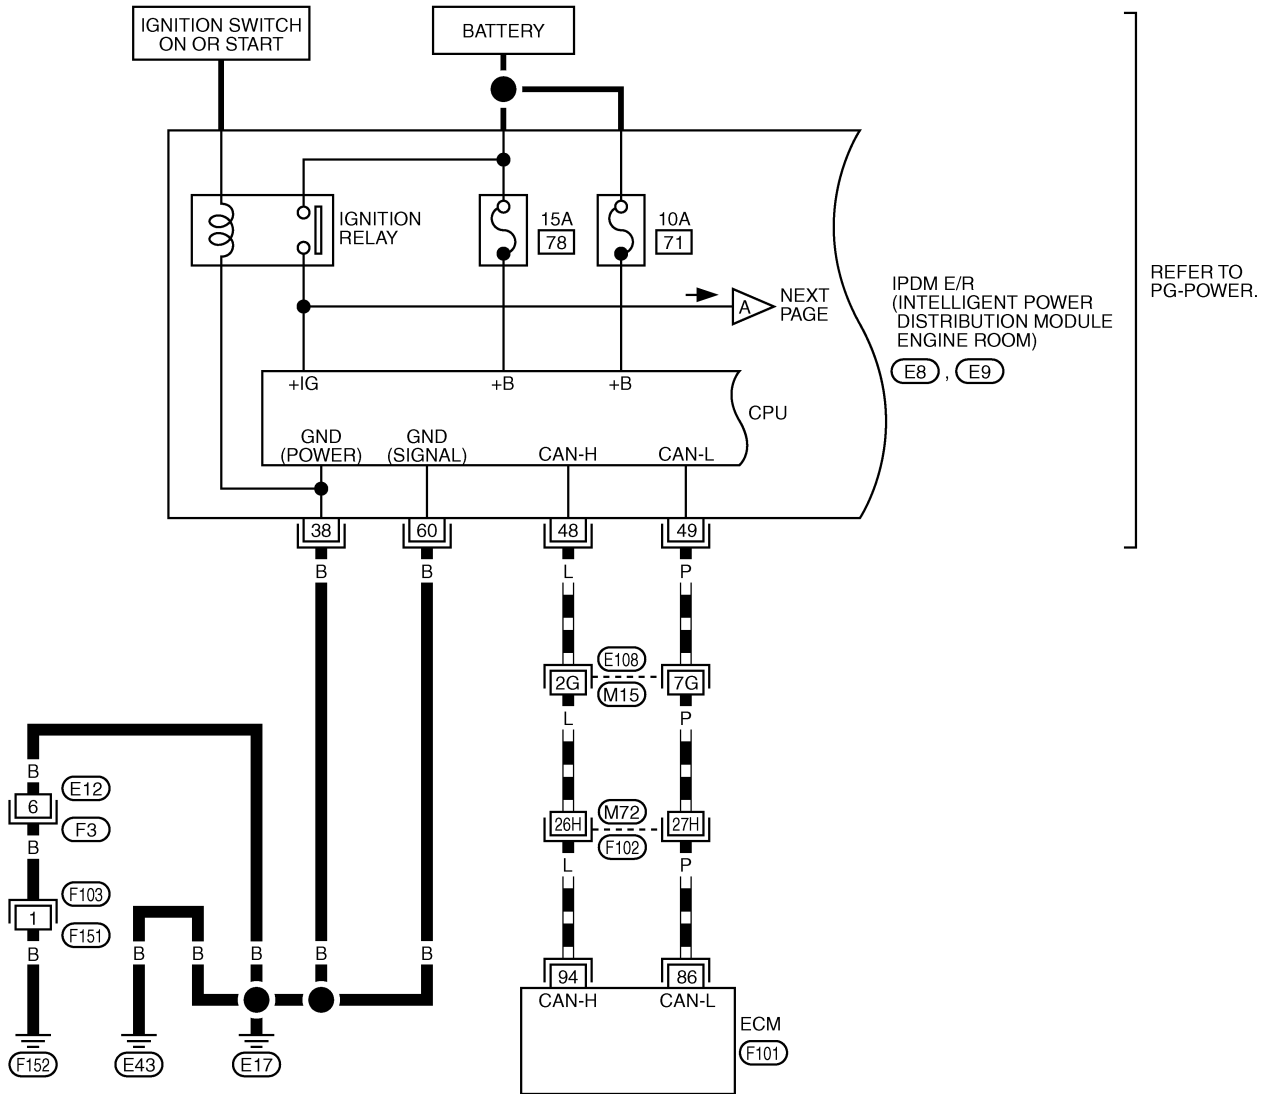 IGNITION SWITCH
ON OR START
BATTERY
IGNITION
RELAY
15A
78
10A
71
A
NEXT
PAGE
IPDM E/R
(INTELLIGENT POWER
DISTRIBUTION MODULE
ENGINE ROOM)
E8 , E9
REFER TO
PG-POWER.
+IG
+B
+B
CPU
GND
(POWER)
GND
(SIGNAL)
CAN-H
CAN-L
38
60
48
49
B
B
L
P
2G
E108
M15
7G
L
P
B
6
E12
F3
B
26H
M72
F102
27H
L
P
1
F103
F151
B
B
B
B
B
B
94
86
CAN-H
CAN-L
ECM
F101
F152
E43
E17